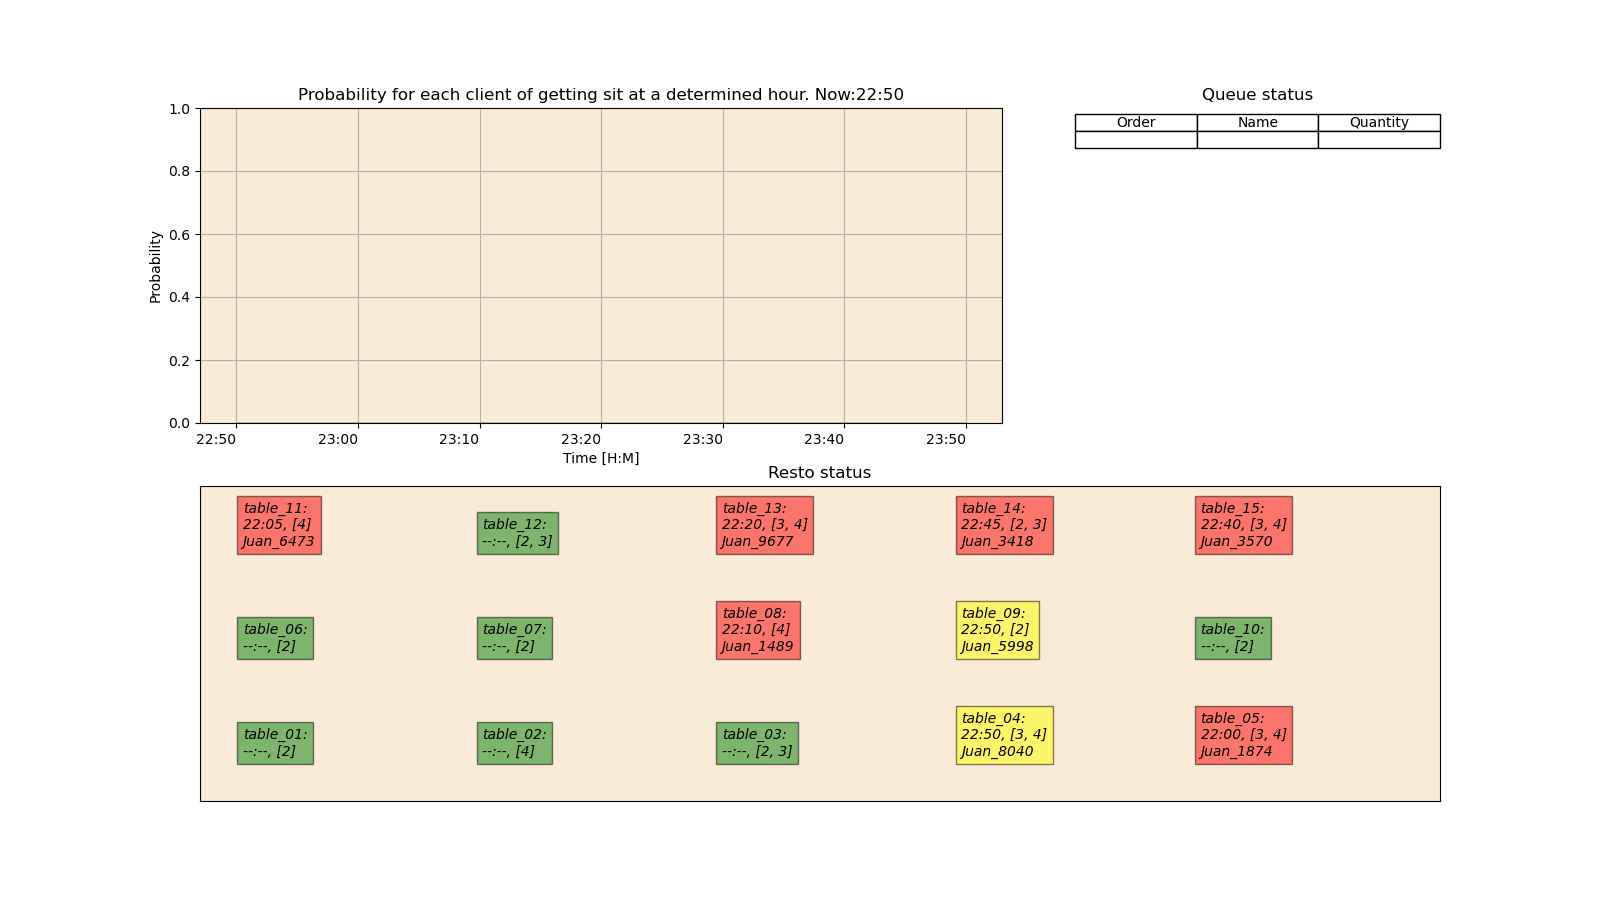 Probability for each client of getting sit at a determined hour. Now:22:50
1.0
0.8
0.6
0.4
0.2
0.0
Probability
22:50 23:00 23:10 23:20 23:30 23:40 23:50
Time [H:M]
Queue status
Order Name Quantity
Resto status
table_11:
22:05, [4]
Juan_6473
table_12:
--:--, [2, 3]
table_13:
22:20, [3, 4]
Juan_9677
table_14:
22:45, [2, 3]
Juan_3418
table_15:
22:40, [3, 4]
Juan_3570
table_06:
--:--, [2]
table_07:
--:--, [2]
table_08:
22:10, [4]
Juan_1489
table_09:
22:50, [2]
Juan_5998
table_10:
--:--, [2]
table_01:
--:--, [2]
table_02:
--:--, [4]
table_03:
--:--, [2, 3]
table_04:
22:50, [3, 4]
Juan_8040
table_05:
22:00, [3, 4]
Juan_1874